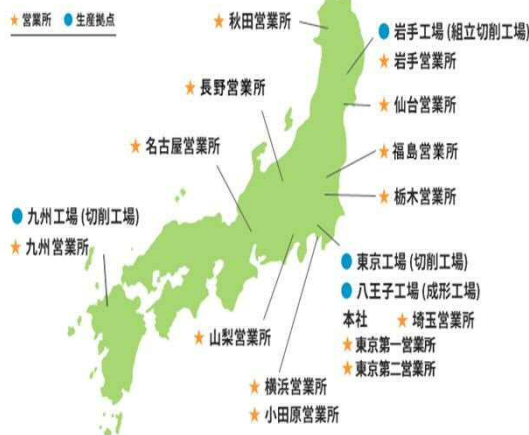 ★ 営業所 ● 生産拠点
★ 秋田営業所
● 岩手工場 (組立切削工場)
★ 岩手営業所
★ 長野営業所
★ 仙台営業所
★ 名古屋営業所
★ 福島営業所
★ 栃木営業所
● 九州工場 (切削工場)
★ 九州営業所
● 東京工場 (切削工場)
● 八王子工場 (成形工場)
本社 ★ 埼玉営業所
★ 東京第一営業所
★ 東京第二営業所
★ 山梨営業所
★ 横浜営業所
★ 小田原営業所